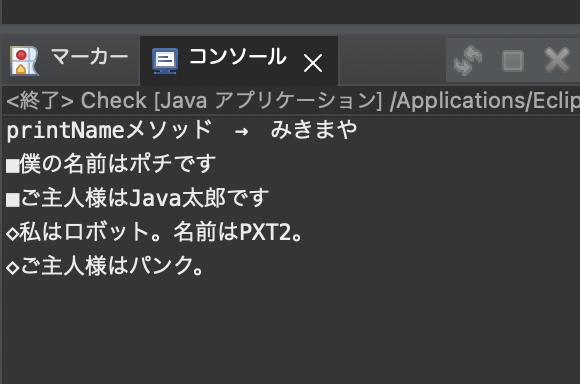 マーカー コンソール
<終了> Check [Java アプリケーション] /Applications/Eclip
printNameメソッド　→　みきまや
■僕の名前はポチです
■ご主人様はJava太郎です
◇私はロボット。名前はPXT2。
◇ご主人様はパンク。